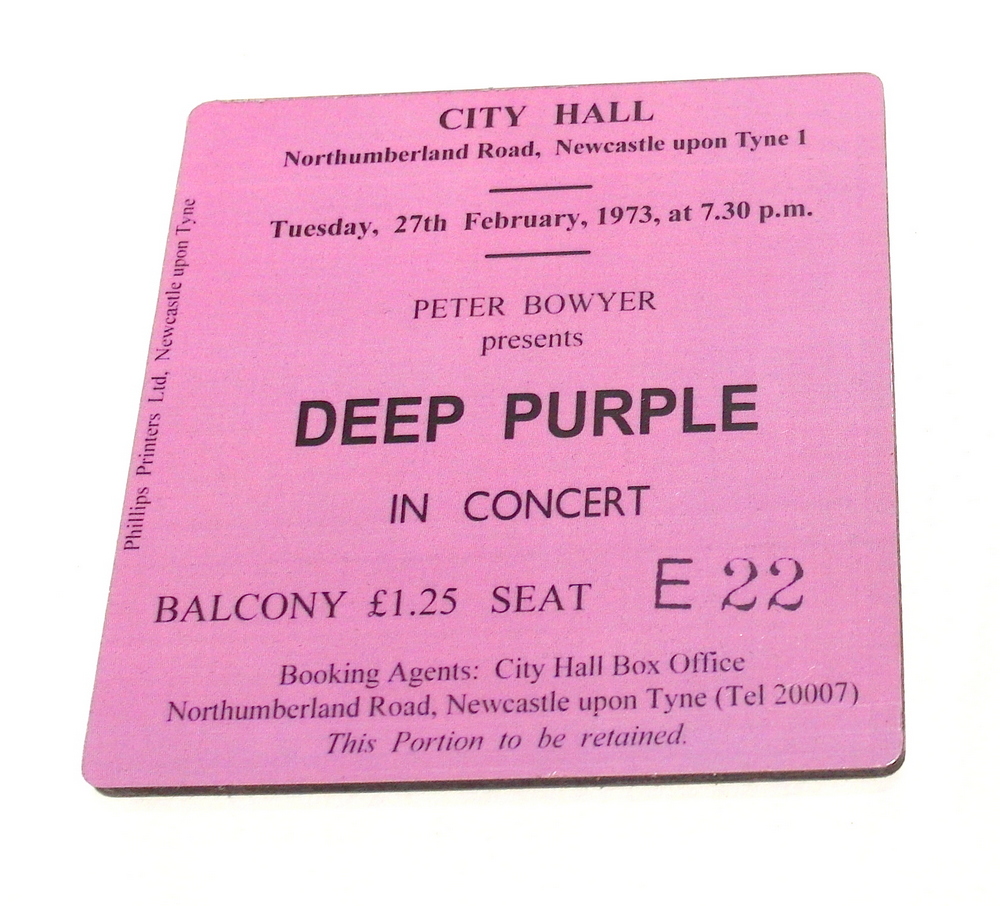 CITY HALL
Northumberland Road, Newcastle upon Tyne 1
Tuesday, 27th February, 1973, at 7.30 p.m.
PETER BOWYER
presents
DEEP PURPLE
IN CONCERT
BALCONY £1.25 SEAT E 22
Booking Agents: City Hall Box Office
Northumberland Road, Newcastle upon Tyne (Tel 20007)
This Portion to be retained.
Phillips Printers Ltd, Newcastle upon Tyne